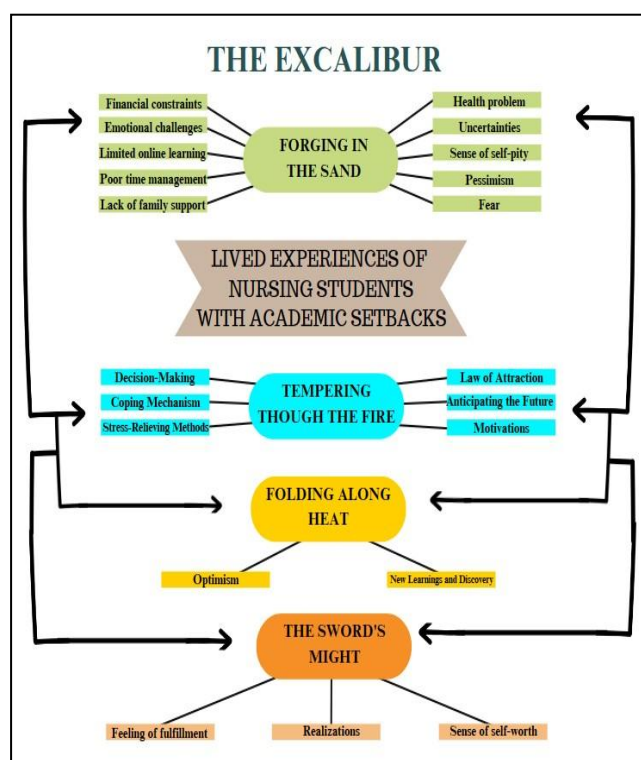 THE EXCALIBUR
Financial constraints
Emotional challenges
Limited online learning
Poor time management
Lack of family support
FORGING IN
THE SAND
Health problem
Uncertainties
Sense of self-pity
Pessimism
Fear
LIVED EXPERIENCES OF
NURSING STUDENTS
WITH ACADEMIC SETBACKS
Decision-Making
Coping Mechanism
Stress-Relieving Methods
TEMPERING
THOUGH THE FIRE
Law of Attraction
Anticipating the Future
Motivations
FOLDING ALONG
HEAT
Optimism
New Learnings and Discovery
THE SWORD'S
MIGHT
Feeling of fulfillment
Realizations
Sense of self-worth